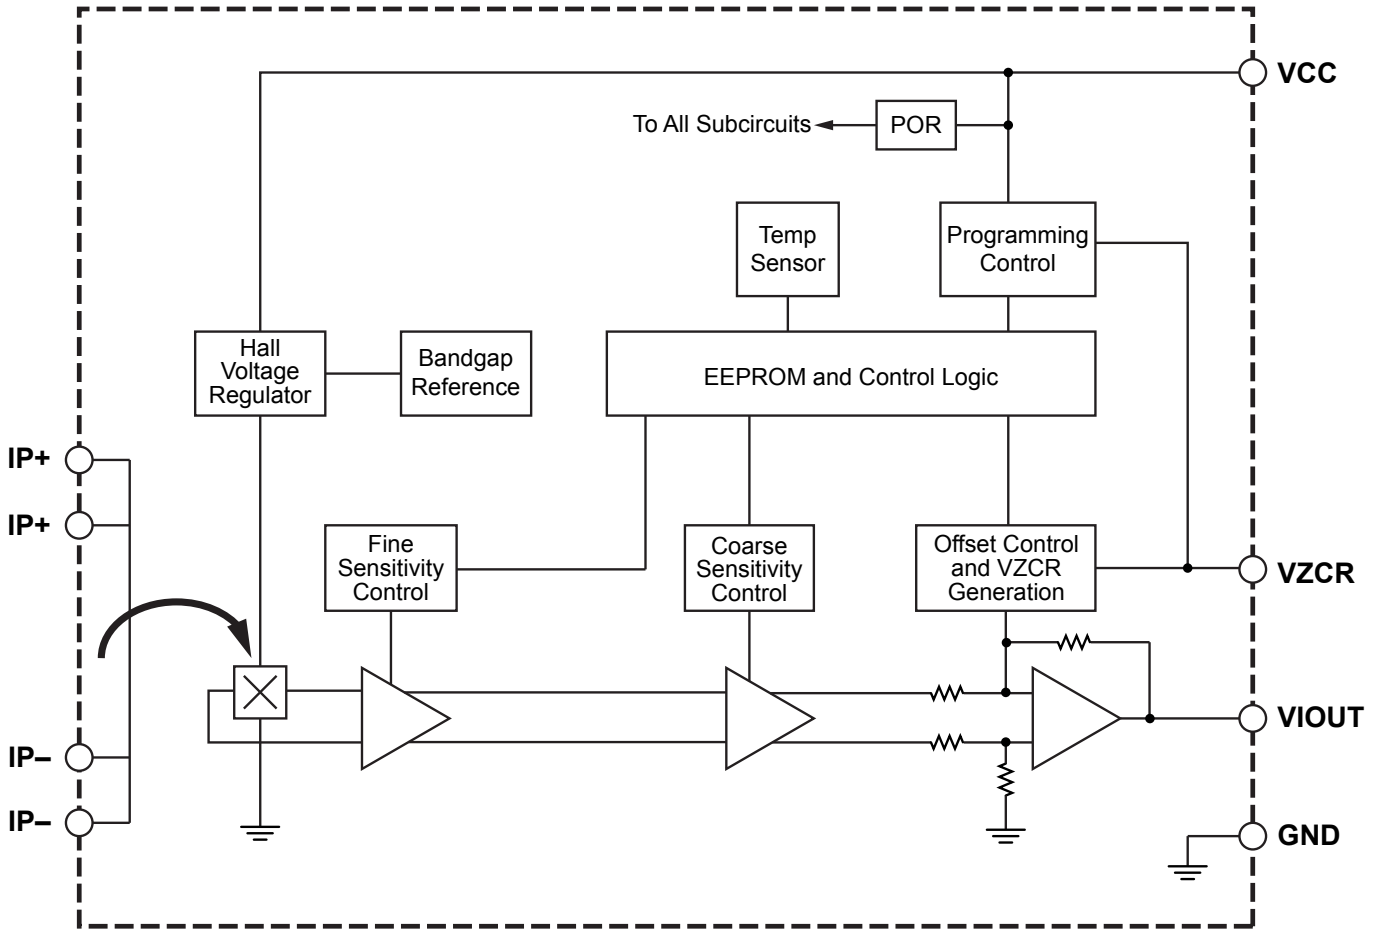 VCC
To All Subcircuits
POR
Temp
Sensor
Programming
Control
Hall
Voltage
Regulator
Bandgap
Reference
EEPROM and Control Logic
IP+
IP+
Fine
Sensitivity
Control
Coarse
Sensitivity
Control
Offset Control
and VZCR
Generation
VZCR
VIOUT
IP–
IP–
GND